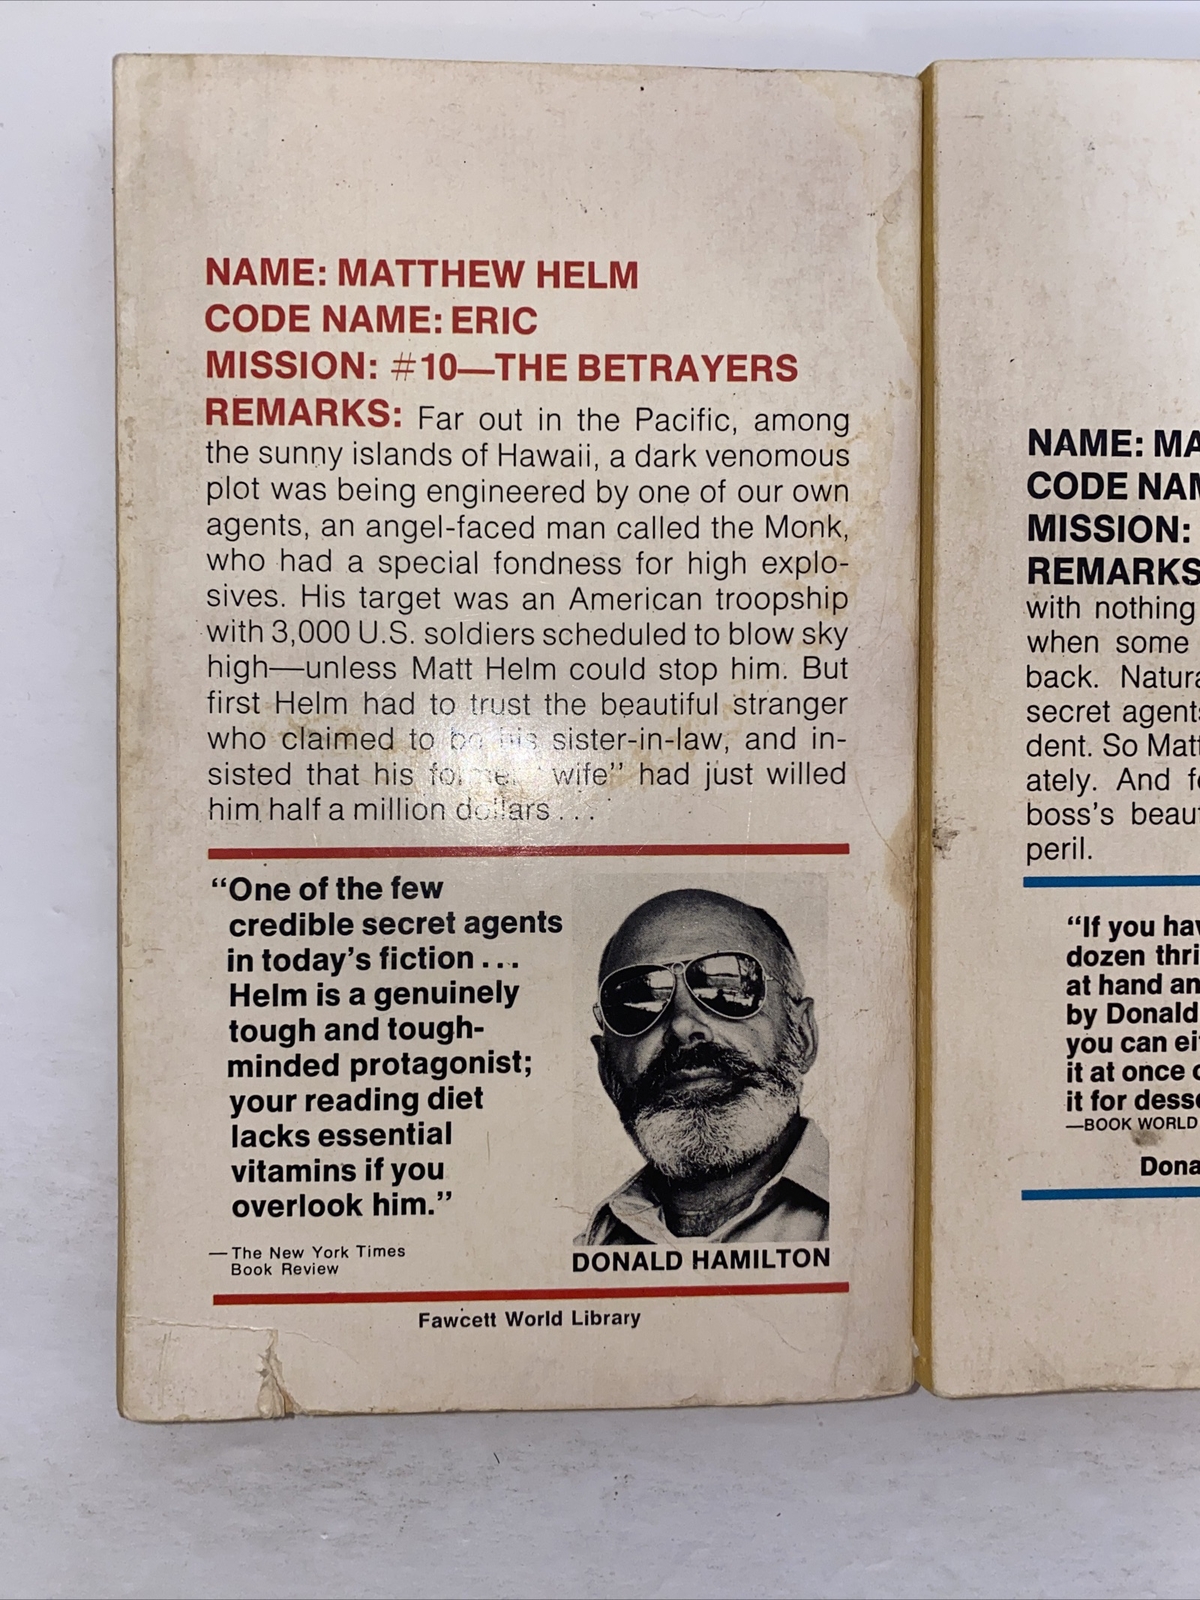 NAME: MATTHEW HELM
CODE NAME: ERIC
MISSION: #10—THE BETRAYERS
REMARKS: Far out in the Pacific, among
the sunny islands of Hawaii, a dark venomous
plot was being engineered by one of our own
agents, an angel-faced man called the Monk,
who had a special fondness for high explo-
sives. His target was an American troopship
with 3,000 U.S. soldiers scheduled to blow sky
high—unless Matt Helm could stop him. But
first Helm had to trust the beautiful stranger
who claimed to be his sister-in-law, and in-
sisted that his former "wife" had just willed
him half a million dollars . . .
"One of the few
credible secret agents
in today's fiction . . .
Helm is a genuinely
tough and tough-
minded protagonist;
your reading diet
lacks essential
vitamins if you
overlook him."
—The New York Times
Book Review
DONALD HAMILTON
Fawcett World Library
NAME: MA
CODE NAM
MISSION:
REMARKS
with nothing
when some
back. Natura
secret agents
dent. So Matt
ately. And fo
boss's beaut
peril.
"If you hav
dozen thri
at hand an
by Donald
you can eit
it at once o
it for desse
—BOOK WORLD
Dona